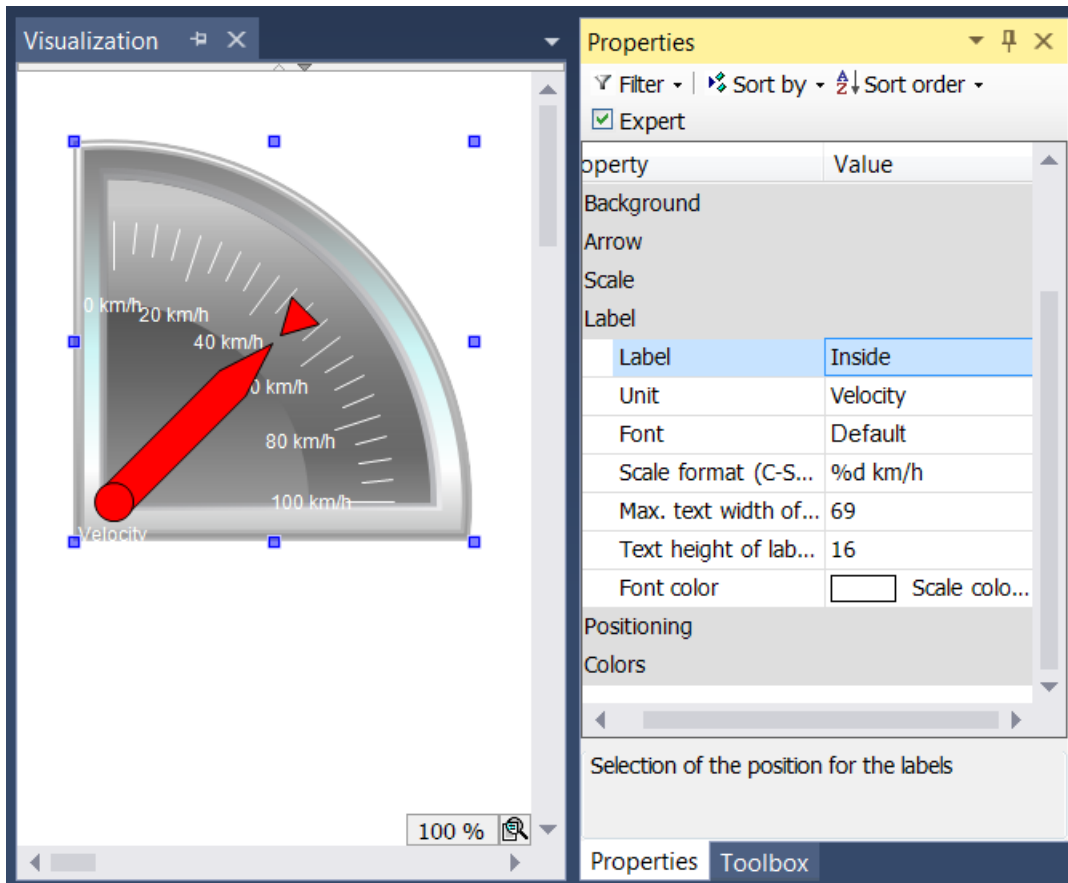 Visualization
0 km/h
20 km/h
40 km/h
0 km/h
80 km/h
100 km/h
Velocity
100 %
Properties
Filter
Sort by
Sort order
Expert
operty Value
Background
Arrow
Scale
Label
Label Inside
Unit Velocity
Font Default
Scale format (C-S... %d km/h
Max. text width of... 69
Text height of lab... 16
Font color Scale colo...
Positioning
Colors
Selection of the position for the labels
Properties Toolbox